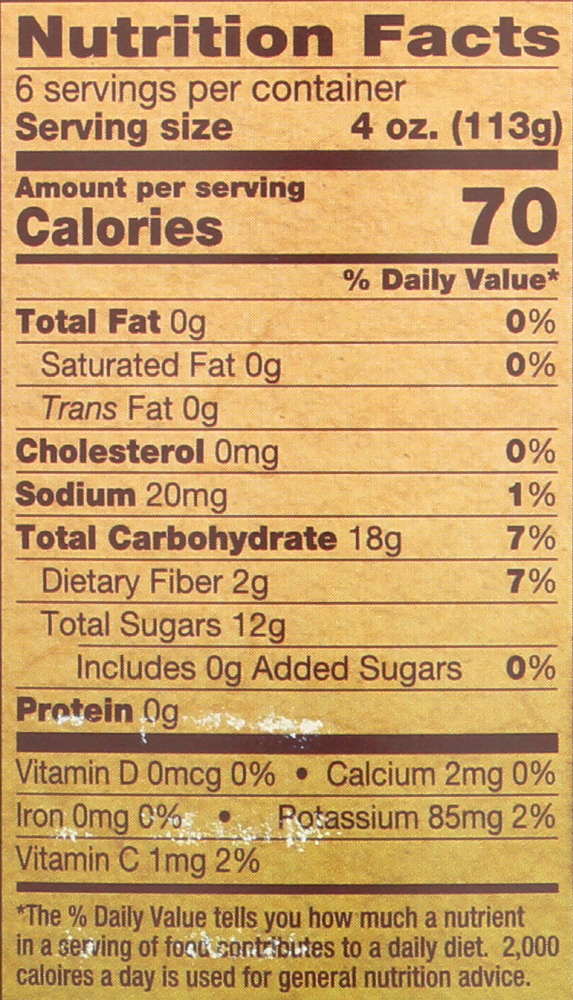 Nutrition Facts
6 servings per container
Serving size 4 oz. (113g)
Amount per serving
Calories 70
% Daily Value*
Total Fat 0g 0%
Saturated Fat 0g 0%
Trans Fat 0g
Cholesterol 0mg 0%
Sodium 20mg 1%
Total Carbohydrate 18g 7%
Dietary Fiber 2g 7%
Total Sugars 12g
Includes 0g Added Sugars 0%
Protein 0g
Vitamin D 0mcg 0% • Calcium 2mg 0%
Iron 0mg 0% • Potassium 85mg 2%
Vitamin C 1mg 2%
*The % Daily Value tells you how much a nutrient
in a serving of food contributes to a daily diet. 2,000
caloires a day is used for general nutrition advice.